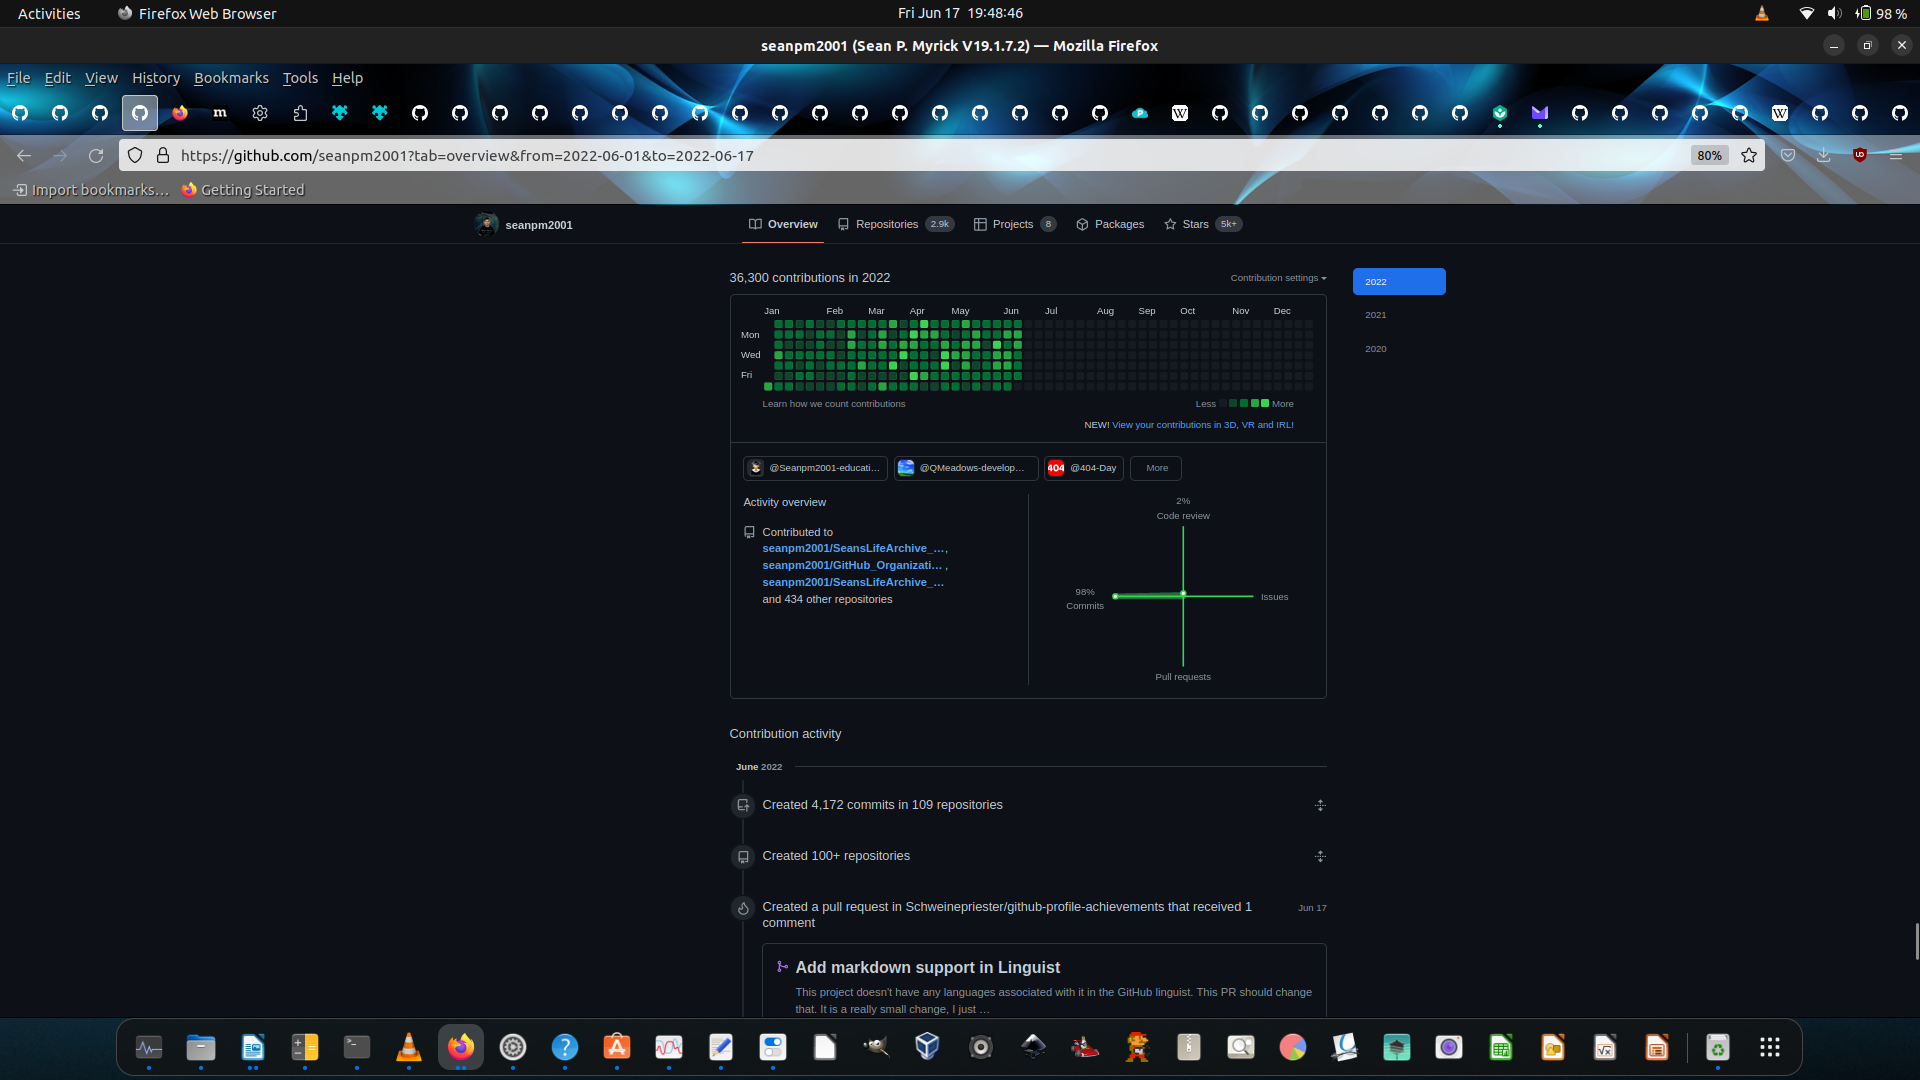 Activities
Firefox Web Browser
Fri Jun 17 19:48:46
98 %
seanpm2001 (Sean P. Myrick V19.1.7.2) — Mozilla Firefox
File Edit View History Bookmarks Tools Help
https://github.com/seanpm2001?tab=overview&from=2022-06-01&to=2022-06-17
80%
Import bookmarks…
Getting Started
seanpm2001
Overview
Repositories 2.9k
Projects 8
Packages
Stars 5k+
36,300 contributions in 2022
Contribution settings
2022
2021
2020
Jan Feb Mar Apr May Jun Jul Aug Sep Oct Nov Dec
Mon
Wed
Fri
Learn how we count contributions
Less More
NEW! View your contributions in 3D, VR and IRL!
@Seanpm2001-educati…
@QMeadows-develop…
404 @404-Day
More
Activity overview
Contributed to
seanpm2001/SeansLifeArchive_…,
seanpm2001/GitHub_Organizati… ,
seanpm2001/SeansLifeArchive_…
and 434 other repositories
2%
Code review
98%
Commits
Issues
Pull requests
Contribution activity
June 2022
Created 4,172 commits in 109 repositories
Created 100+ repositories
Created a pull request in Schweinepriester/github-profile-achievements that received 1
comment
Jun 17
Add markdown support in Linguist
This project doesn't have any languages associated with it in the GitHub linguist. This PR should change
that. It is a really small change, I just …